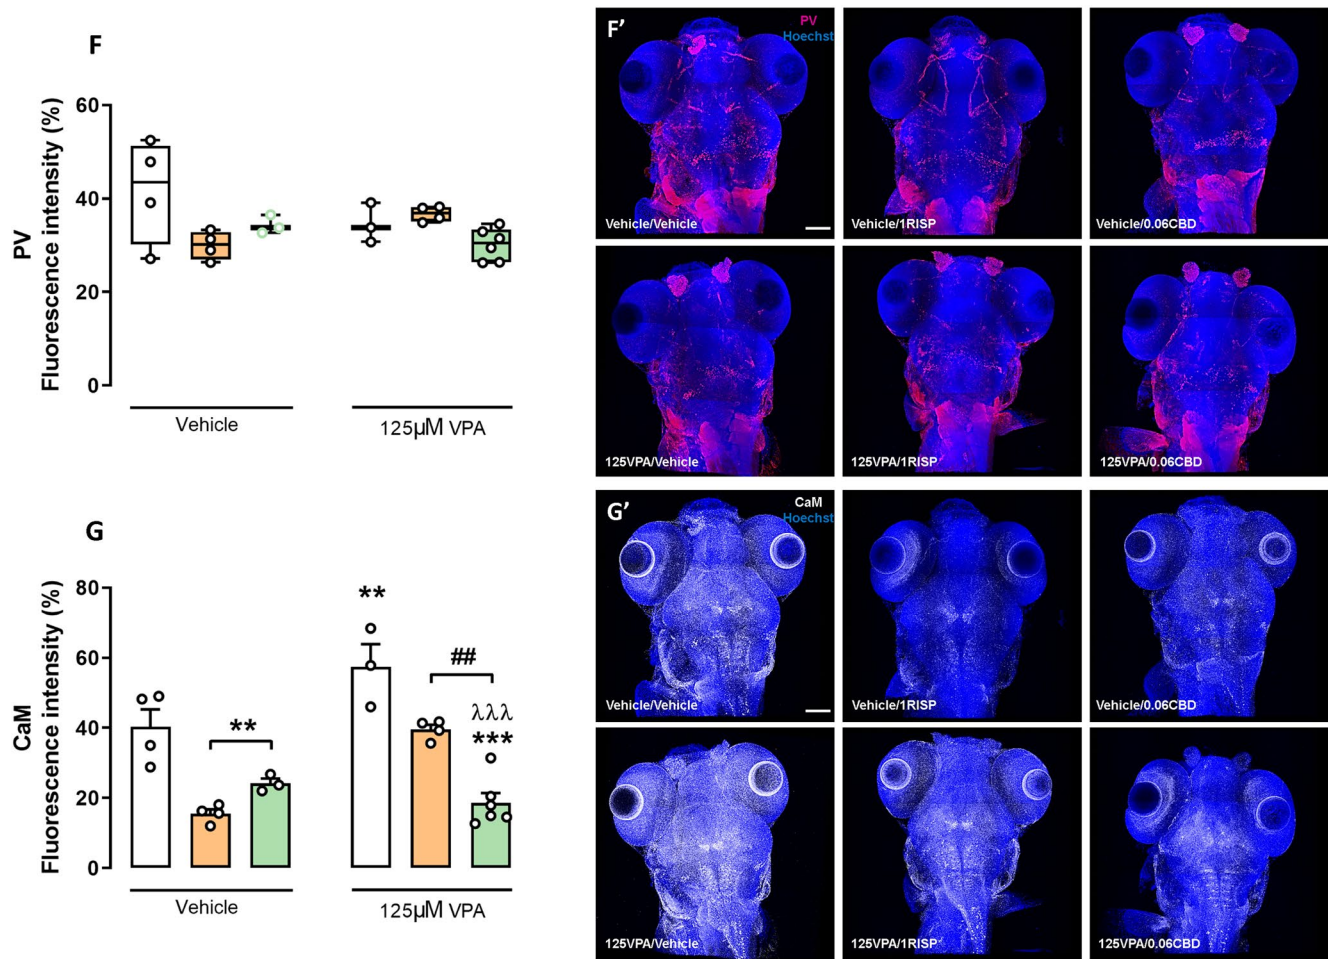 F
PV
Fluorescence intensity (%)
60
40
20
0
Vehicle
125µM VPA
F’
PV
Hoechst
Vehicle/Vehicle
Vehicle/1RISP
Vehicle/0.06CBD
125VPA/Vehicle
125VPA/1RISP
125VPA/0.06CBD
G
CaM
Fluorescence intensity (%)
80
60
40
20
0
**
**
##
λλλ
***
Vehicle
125µM VPA
G’
CaM
Hoechst
Vehicle/Vehicle
Vehicle/1RISP
Vehicle/0.06CBD
125VPA/Vehicle
125VPA/1RISP
125VPA/0.06CBD